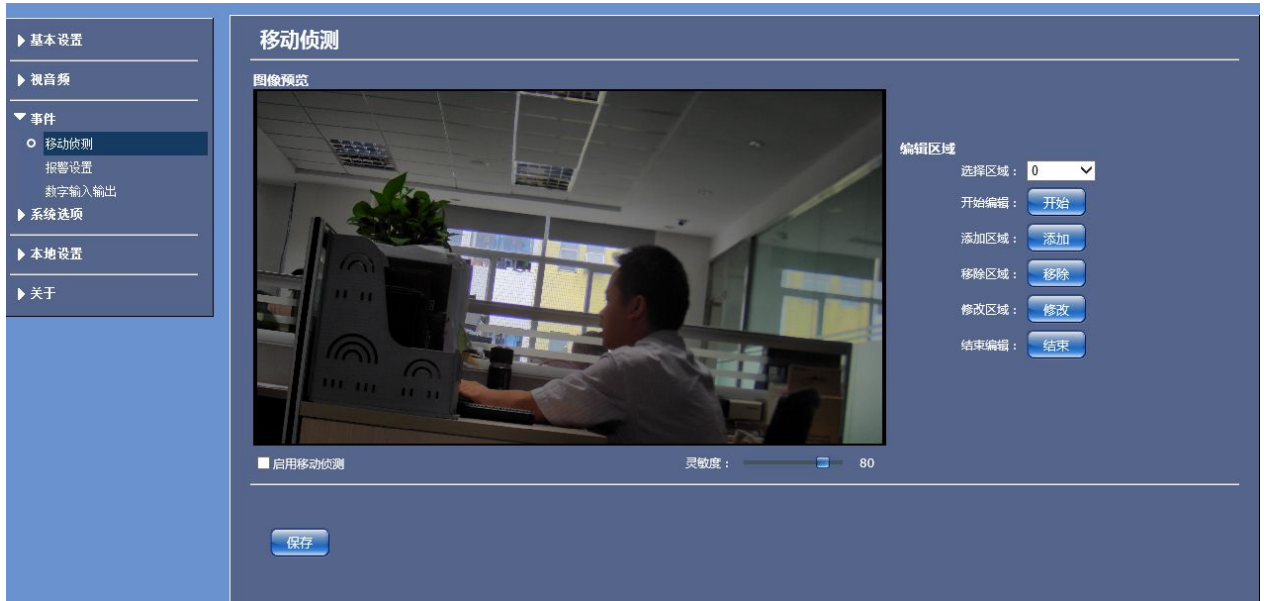 基本设置
视音频
事件
移动侦测
报警设置
数字输入输出
系统选项
本地设置
关于
移动侦测
图像预览
编辑区域
选择区域： 0
开始编辑： 开始
添加区域： 添加
移除区域： 移除
修改区域： 修改
结束编辑： 结束
启用移动侦测 灵敏度： 80
保存